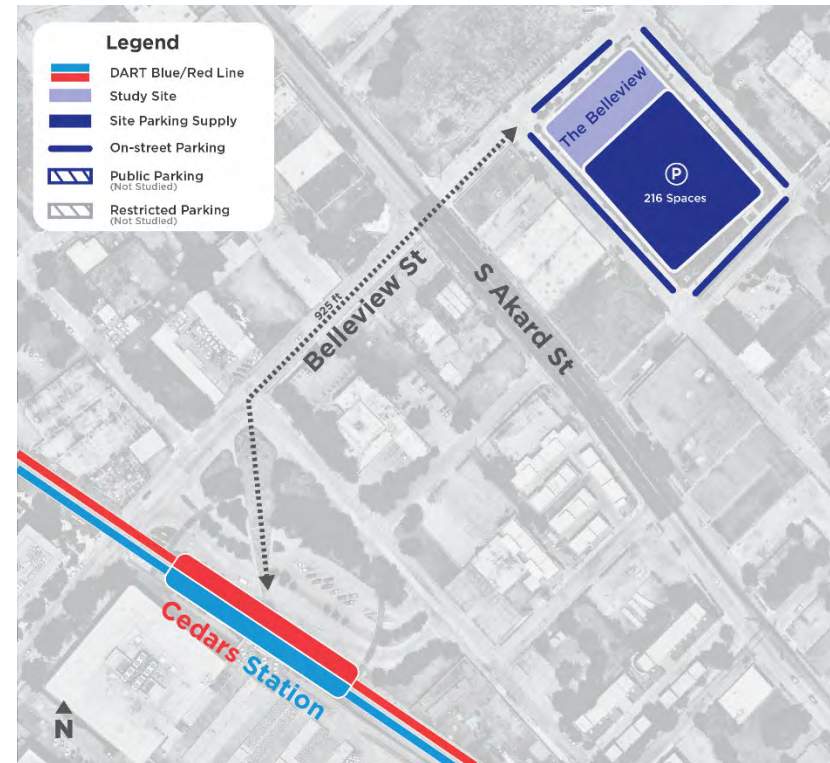 Legend
DART Blue/Red Line
Study Site
Site Parking Supply
On-street Parking
Public Parking
(Not Studied)
Restricted Parking
(Not Studied)
The Belleview
P
216 Spaces
925 ft
Belleview St
S Akard St
Cedars Station
N